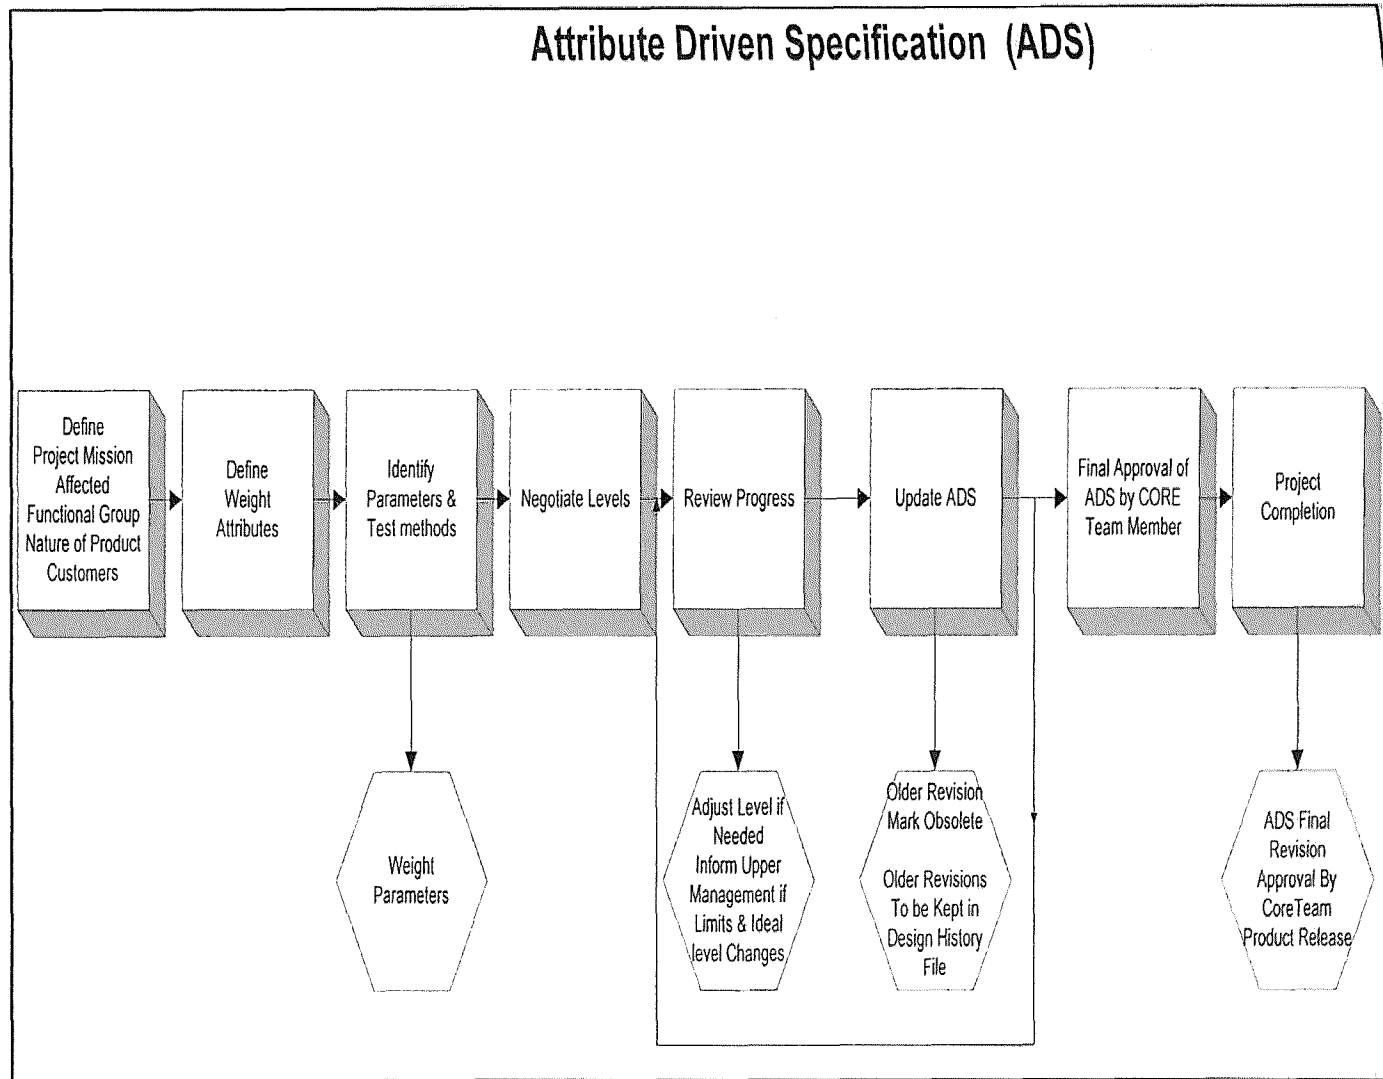 Attribute Driven Specification (ADS)
Define
Project Mission
Affected
Functional Group
Nature of Product
Customers
Define
Weight
Attributes
Identify
Parameters &
Test methods
Negotiate Levels
Review Progress
Update ADS
Final Approval of
ADS by CORE
Team Member
Project
Completion
Weight
Parameters
Adjust Level if
Needed
Inform Upper
Management if
Limits & Ideal
level Changes
Older Revision
Mark Obsolete
Older Revisions
To be Kept in
Design History
File
ADS Final
Revision
Approval By
CoreTeam
Product Release